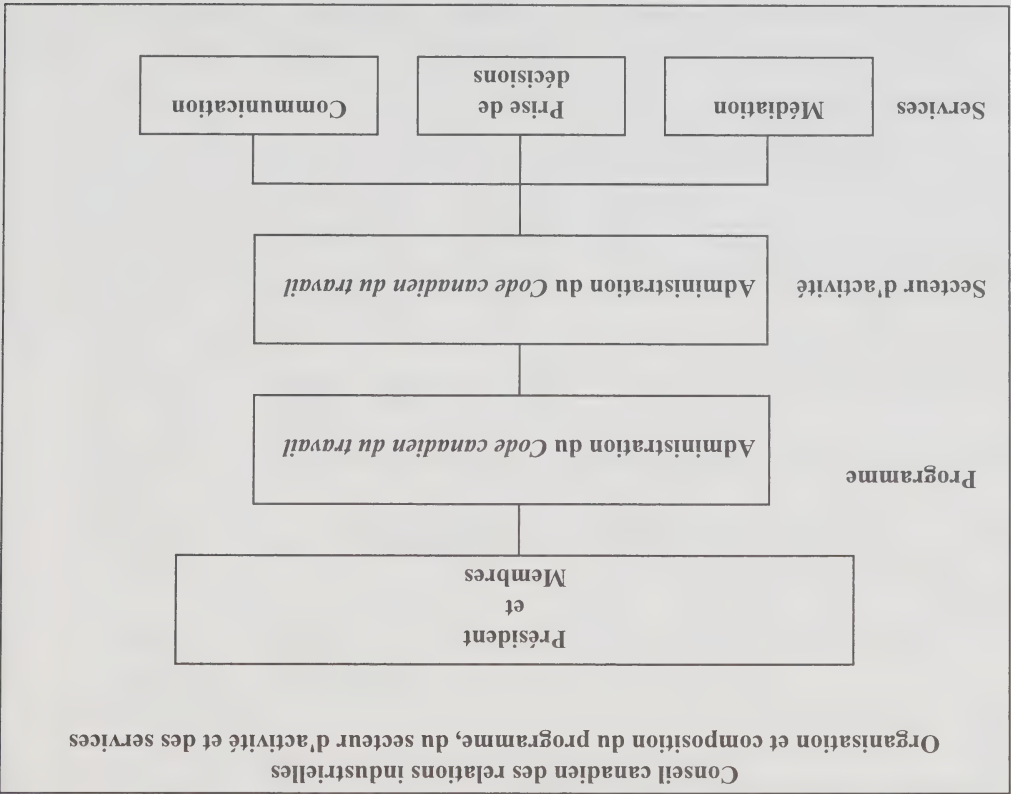 Conseil canadien des relations industrielles
Organisation et composition du programme, du secteur d'activité et des services
Président
et
Membres
Programme
Administration du Code canadien du travail
Secteur d'activité
Administration du Code canadien du travail
Services
Médiation
Prise de
décisions
Communication